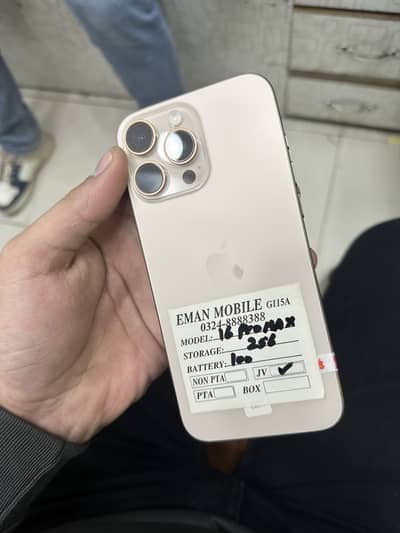 EMAN MOBILE G115A
0324-8888388
MODEL: 16 Pro MAX
STORAGE: 256
BATTERY: 100
NON PTA JV ✓
PTA BOX